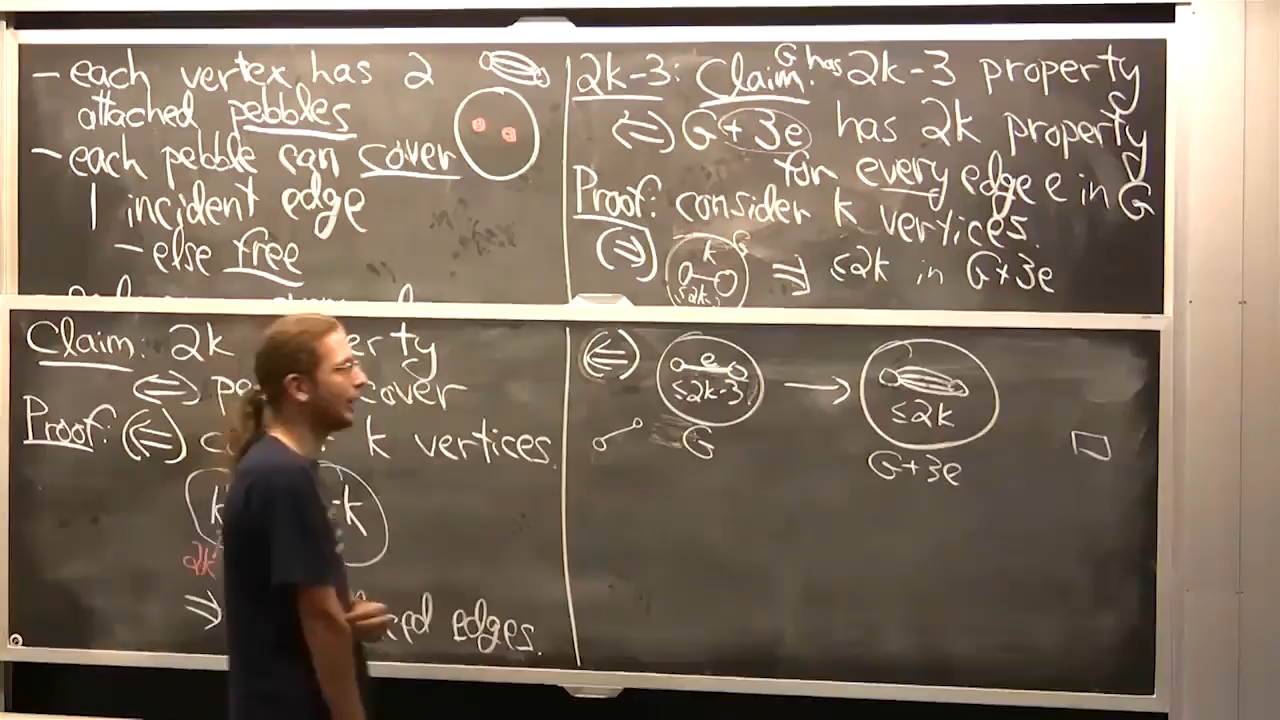 - each vertex has 2
attached pebbles
- each pebble can cover
1 incident edge
- else free
2k-3: Claim: G has 2k-3 property
⇔ G+3e has 2k property
for every edge e in G
Proof: consider k vertices.
(⇒) k G ⇒ ≤2k in G+3e
Claim: 2k erty
⇔ pe over
Proof: (⇐) c k vertices.
k -k
2k
⇒ ced edges.
(⇐) e
≤2k-3 → ≤2k
G
G+3e